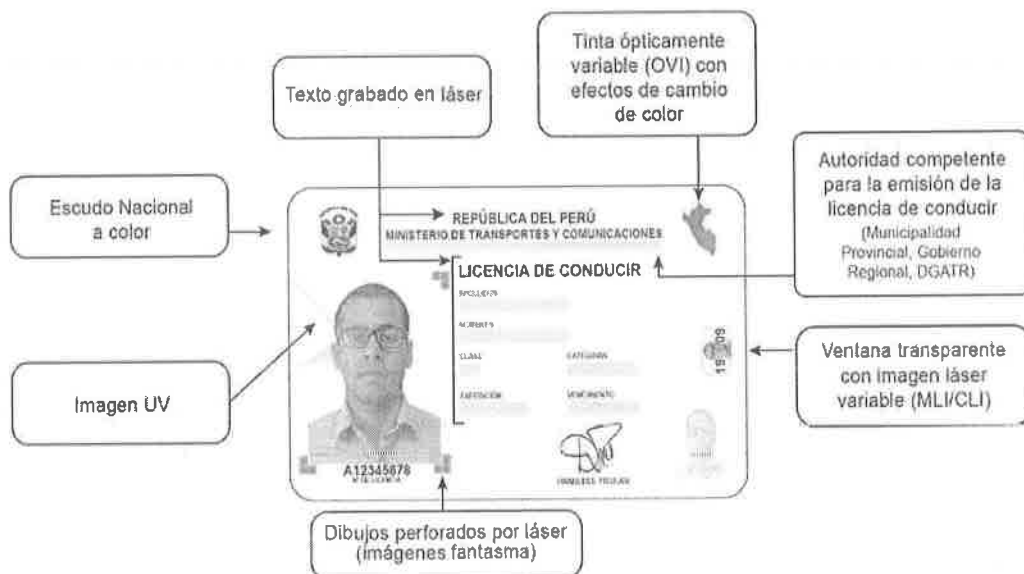 Tinta ópticamente
variable (OVI) con
efectos de cambio
de color
Texto grabado en láser
Autoridad competente
para la emisión de la
licencia de conducir
(Municipalidad
Provincial, Gobierno
Regional, DGATR)
Escudo Nacional
a color
REPÚBLICA DEL PERÚ
MINISTERIO DE TRANSPORTES Y COMUNICACIONES
LICENCIA DE CONDUCIR
Ventana transparente
con imagen láser
variable (MLI/CLI)
Imagen UV
A12345678
Dibujos perforados por láser
(imágenes fantasma)